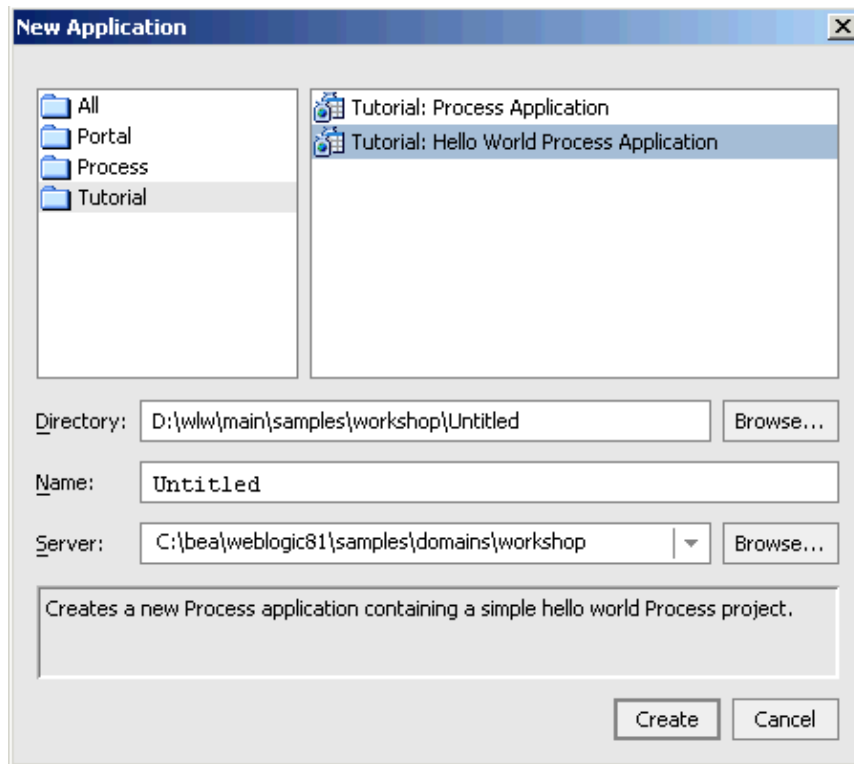 New Application
All
Portal
Process
Tutorial
Tutorial: Process Application
Tutorial: Hello World Process Application
Directory: D:\wlw\main\samples\workshop\Untitled Browse...
Name: Untitled
Server: C:\bea\weblogic81\samples\domains\workshop Browse...
Creates a new Process application containing a simple hello world Process project.
Create Cancel